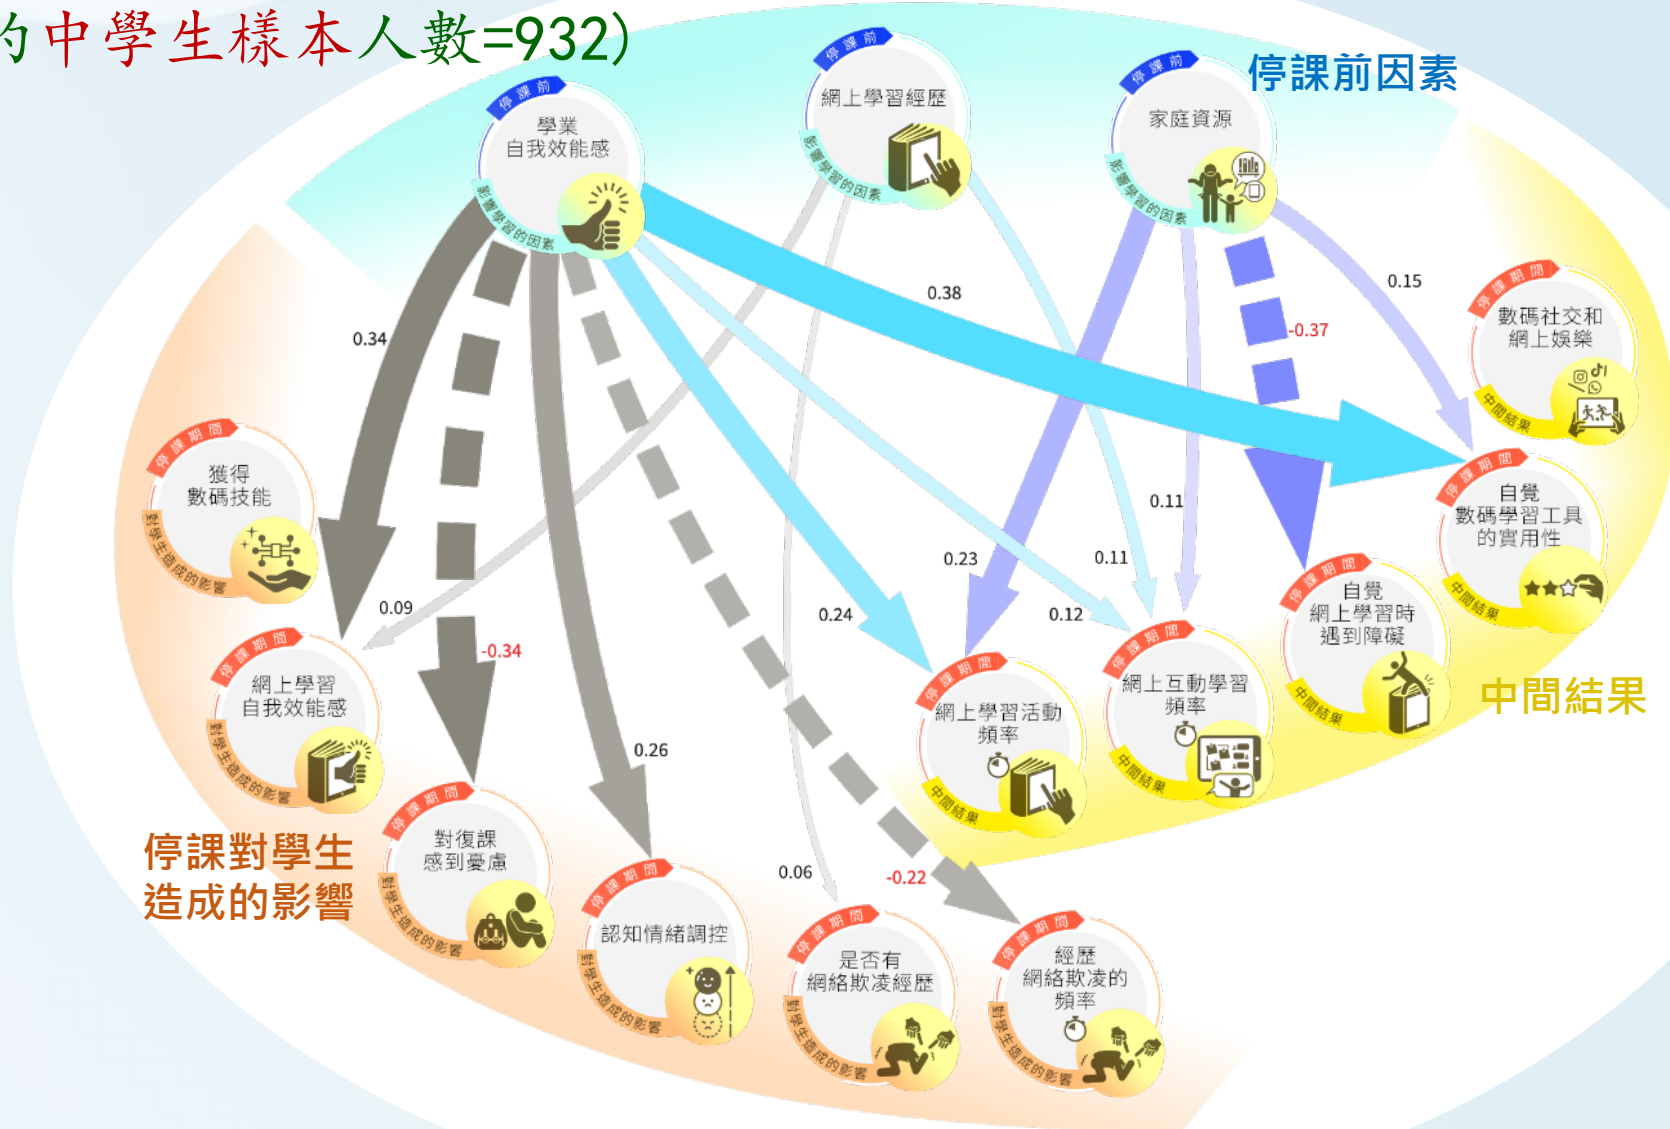 的中學生樣本人數=932)
停課前因素
停課前
學業
自我效能感
影響學習的因素
停課前
網上學習經歷
影響學習的因素
停課前
家庭資源
影響學習的因素
0.34
0.38
-0.37
0.15
0.09
-0.34
0.26
0.06
-0.22
0.24
0.23
0.12
0.11
0.11
停課期間
數碼社交和
網上娛樂
中間結果
停課期間
自覺
數碼學習工具
的實用性
中間結果
停課期間
自覺
網上學習時
遇到障礙
中間結果
停課期間
網上互動學習
頻率
中間結果
停課期間
網上學習活動
頻率
中間結果
中間結果
停課期間
獲得
數碼技能
對學生造成的影響
停課期間
網上學習
自我效能感
對學生造成的影響
停課期間
對復課
感到憂慮
對學生造成的影響
停課期間
認知情緒調控
對學生造成的影響
停課期間
是否有
網絡欺凌經歷
對學生造成的影響
停課期間
經歷
網絡欺凌的
頻率
對學生造成的影響
停課對學生
造成的影響